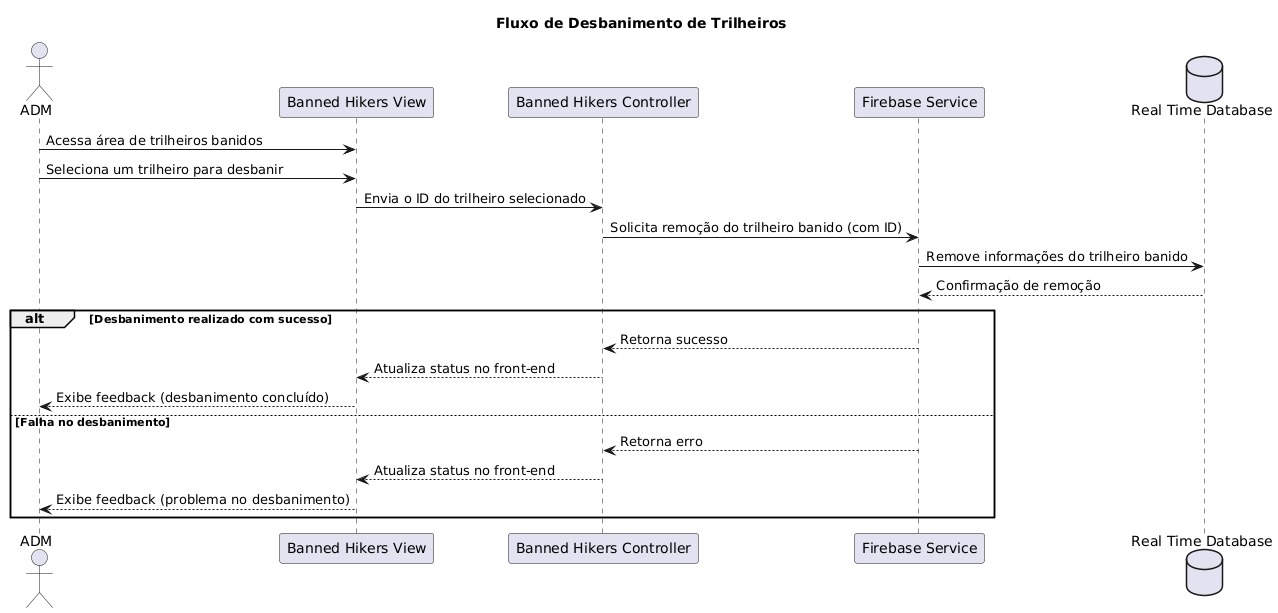 Fluxo de Desbanimento de Trilheiros
ADM
Banned Hikers View
Banned Hikers Controller
Firebase Service
Real Time Database
Acessa área de trilheiros banidos
Seleciona um trilheiro para desbanir
Envia o ID do trilheiro selecionado
Solicita remoção do trilheiro banido (com ID)
Remove informações do trilheiro banido
Confirmação de remoção
alt [Desbanimento realizado com sucesso]
Retorna sucesso
Atualiza status no front-end
Exibe feedback (desbanimento concluído)
[Falha no desbanimento]
Retorna erro
Atualiza status no front-end
Exibe feedback (problema no desbanimento)
ADM
Banned Hikers View
Banned Hikers Controller
Firebase Service
Real Time Database